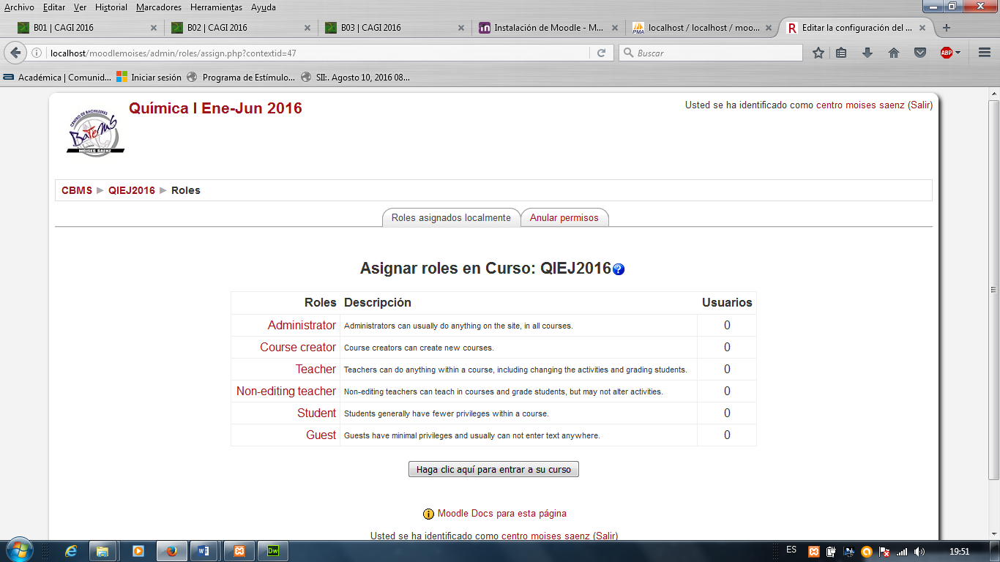 Archivo Editar Ver Historial Marcadores Herramientas Ayuda
B01 | CAGI 2016
B02 | CAGI 2016
B03 | CAGI 2016
Instalación de Moodle - M...
localhost / localhost / moo...
Editar la configuración del ...
localhost/moodlemoises/admin/roles/assign.php?contextid=47
Buscar
ABP
Académica | Comunid... Iniciar sesión Programa de Estímulo... SII:. Agosto 10, 2016 08...
CENTRO DE BACHILLERES
BaTeMs
MOISES SAENZ
Química I Ene-Jun 2016
Usted se ha identificado como centro moises saenz (Salir)
CBMS ► QIEJ2016 ► Roles
Roles asignados localmente Anular permisos
Asignar roles en Curso: QIEJ2016
Roles Descripción Usuarios
Administrator Administrators can usually do anything on the site, in all courses. 0
Course creator Course creators can create new courses. 0
Teacher Teachers can do anything within a course, including changing the activities and grading students. 0
Non-editing teacher Non-editing teachers can teach in courses and grade students, but may not alter activities. 0
Student Students generally have fewer privileges within a course. 0
Guest Guests have minimal privileges and usually can not enter text anywhere. 0
Haga clic aquí para entrar a su curso
Moodle Docs para esta página
Usted se ha identificado como centro moises saenz (Salir)
ES
19:51